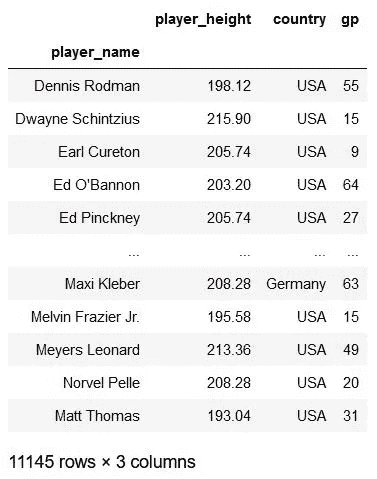 player_height country gp
player_name
Dennis Rodman 198.12 USA 55
Dwayne Schintzius 215.90 USA 15
Earl Cureton 205.74 USA 9
Ed O'Bannon 203.20 USA 64
Ed Pinckney 205.74 USA 27
... ... ... ...
Maxi Kleber 208.28 Germany 63
Melvin Frazier Jr. 195.58 USA 15
Meyers Leonard 213.36 USA 49
Norvel Pelle 208.28 USA 20
Matt Thomas 193.04 USA 31
11145 rows × 3 columns